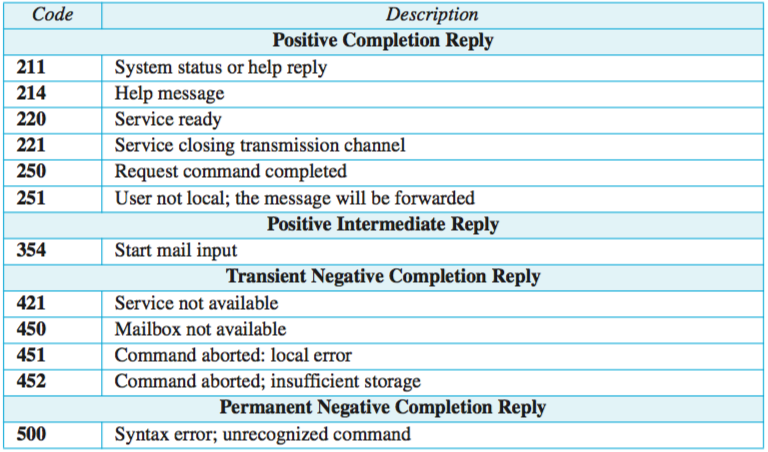 Code Description
Positive Completion Reply
211 System status or help reply
214 Help message
220 Service ready
221 Service closing transmission channel
250 Request command completed
251 User not local; the message will be forwarded
Positive Intermediate Reply
354 Start mail input
Transient Negative Completion Reply
421 Service not available
450 Mailbox not available
451 Command aborted: local error
452 Command aborted; insufficient storage
Permanent Negative Completion Reply
500 Syntax error; unrecognized command